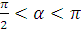 π/2 < α < π